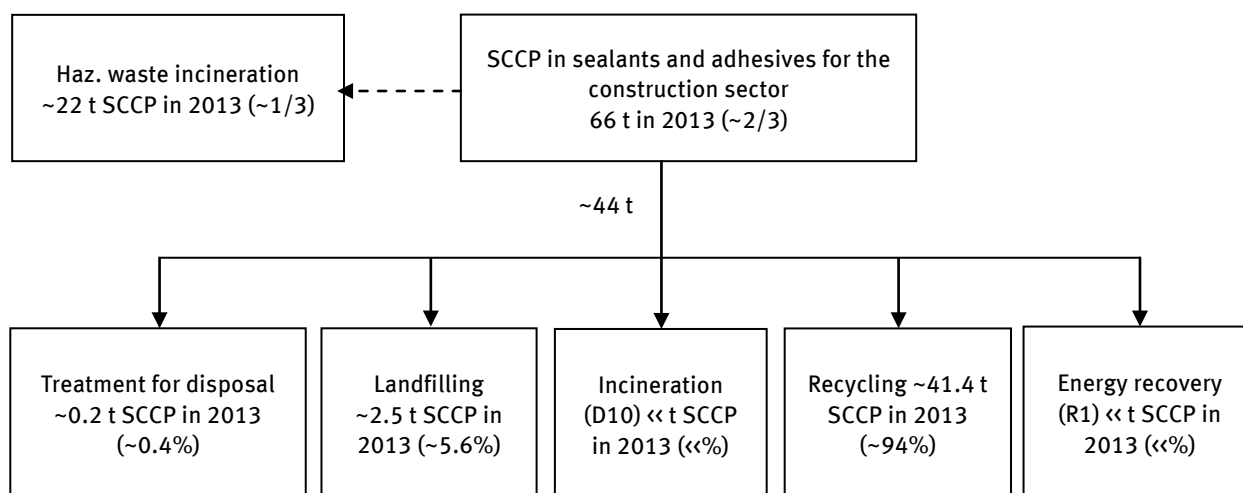 Haz. waste incineration
~22 t SCCP in 2013 (~1/3)
SCCP in sealants and adhesives for the
construction sector
66 t in 2013 (~2/3)
~44 t
Treatment for disposal
~0.2 t SCCP in 2013
(~0.4%)
Landfilling
~2.5 t SCCP in
2013 (~5.6%)
Incineration
(D10) ‹‹ t SCCP
in 2013 (‹‹%)
Recycling ~41.4 t
SCCP in 2013
(~94%)
Energy recovery
(R1) ‹‹ t SCCP in
2013 (‹‹%)